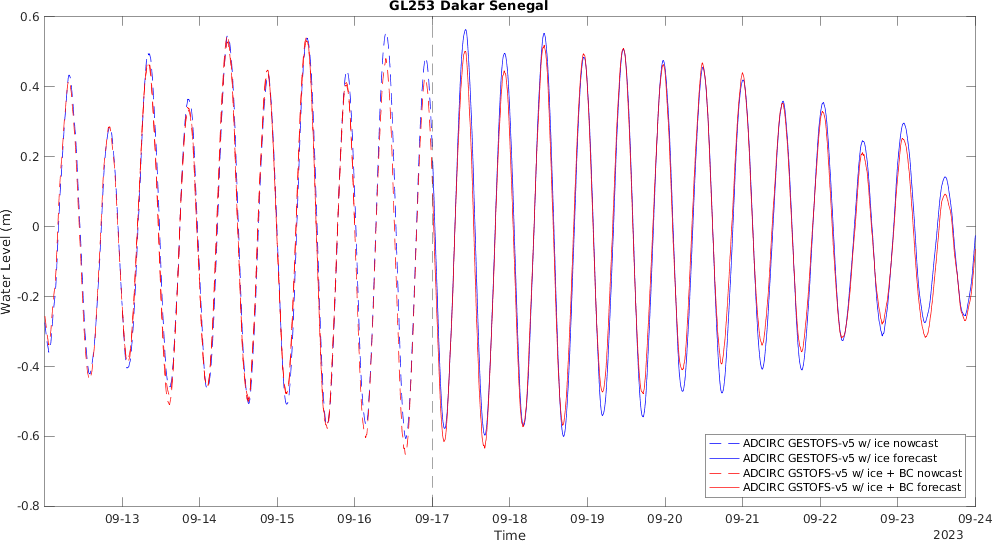 GL253 Dakar Senegal
0.6
0.4
0.2
0
-0.2
-0.4
-0.6
-0.8
Water Level (m)
ADCIRC GESTOFS-v5 w/ ice nowcast
ADCIRC GESTOFS-v5 w/ ice forecast
ADCIRC GSTOFS-v5 w/ ice + BC nowcast
ADCIRC GSTOFS-v5 w/ ice + BC forecast
09-13 09-14 09-15 09-16 09-17 09-18 09-19 09-20 09-21 09-22 09-23 09-24
Time
2023